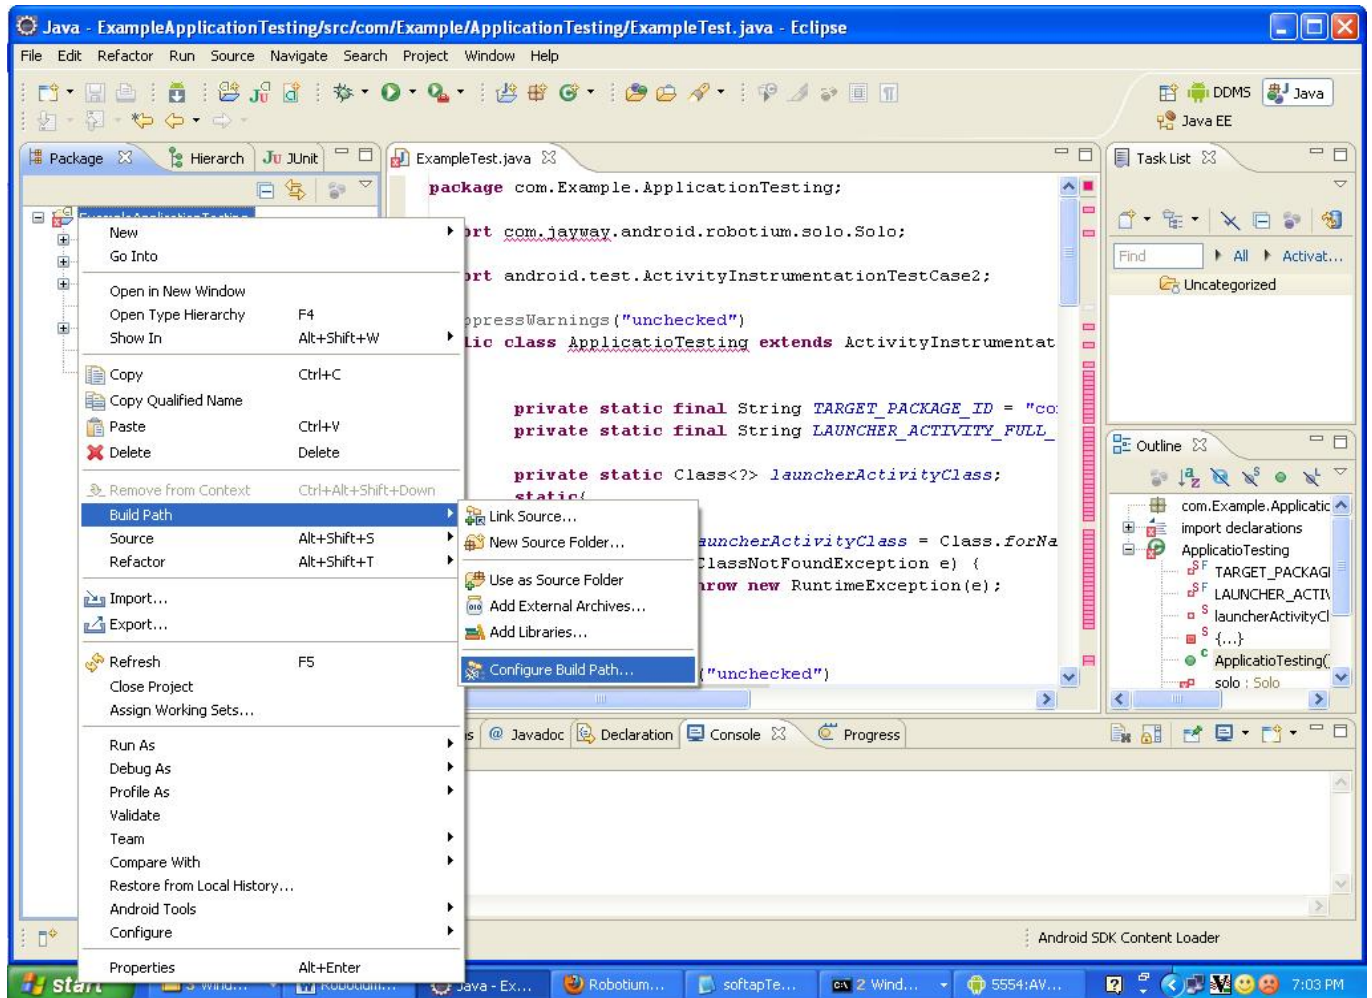 Java - ExampleApplicationTesting/src/com/Example/ApplicationTesting/ExampleTest.java - Eclipse
File Edit Refactor Run Source Navigate Search Project Window Help
DDMS Java
Java EE
Package Hierarch JUnit
ExampleTest.java
Task List
ExampleApplicationTesting
New
Go Into
Open in New Window
Open Type Hierarchy F4
Show In Alt+Shift+W
Copy Ctrl+C
Copy Qualified Name
Paste Ctrl+V
Delete Delete
Remove from Context Ctrl+Alt+Shift+Down
Build Path
Source Alt+Shift+S
Refactor Alt+Shift+T
Import...
Export...
Refresh F5
Close Project
Assign Working Sets...
Run As
Debug As
Profile As
Validate
Team
Compare With
Restore from Local History...
Android Tools
Configure
Properties Alt+Enter
Link Source...
New Source Folder...
Use as Source Folder
Add External Archives...
Add Libraries...
Configure Build Path...
package com.Example.ApplicationTesting;
ort com.jayway.android.robotium.solo.Solo;
ort android.test.ActivityInstrumentationTestCase2;
ppressWarnings("unchecked")
lic class ApplicatioTesting extends ActivityInstrumentat
private static final String TARGET_PACKAGE_ID = "co
private static final String LAUNCHER_ACTIVITY_FULL_
private static Class<?> launcherActivityClass;
static{
auncherActivityClass = Class.forNa
ClassNotFoundException e) {
row new RuntimeException(e);
("unchecked")
Find All Activat...
Uncategorized
Outline
com.Example.Applicatic
import declarations
ApplicatioTesting
TARGET_PACKAG
LAUNCHER_ACTIV
launcherActivityCl
{...}
ApplicatioTesting()
solo : Solo
ns @ Javadoc Declaration Console Progress
Android SDK Content Loader
start 3 Wind... Robotium... Java - Ex... Robotium... softapTe... 2 Wind... 5554:AV... 7:03 PM